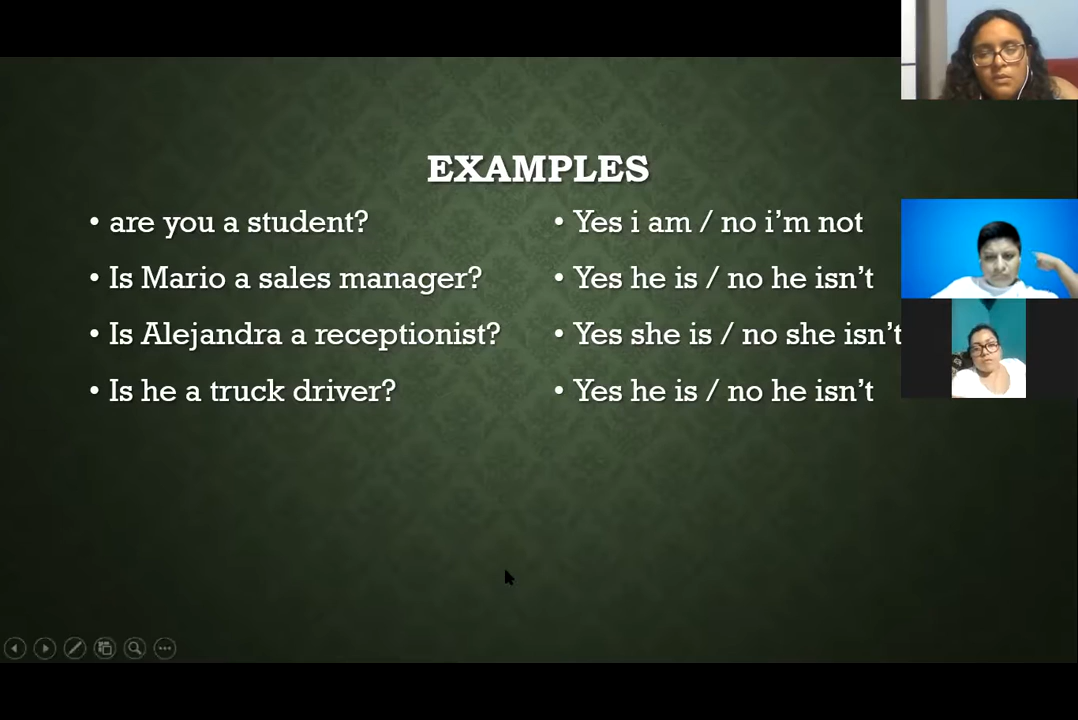 EXAMPLES
• are you a student?
• Is Mario a sales manager?
• Is Alejandra a receptionist?
• Is he a truck driver?
• Yes i am / no i’m not
• Yes he is / no he isn’t
• Yes she is / no she isn’t
• Yes he is / no he isn’t